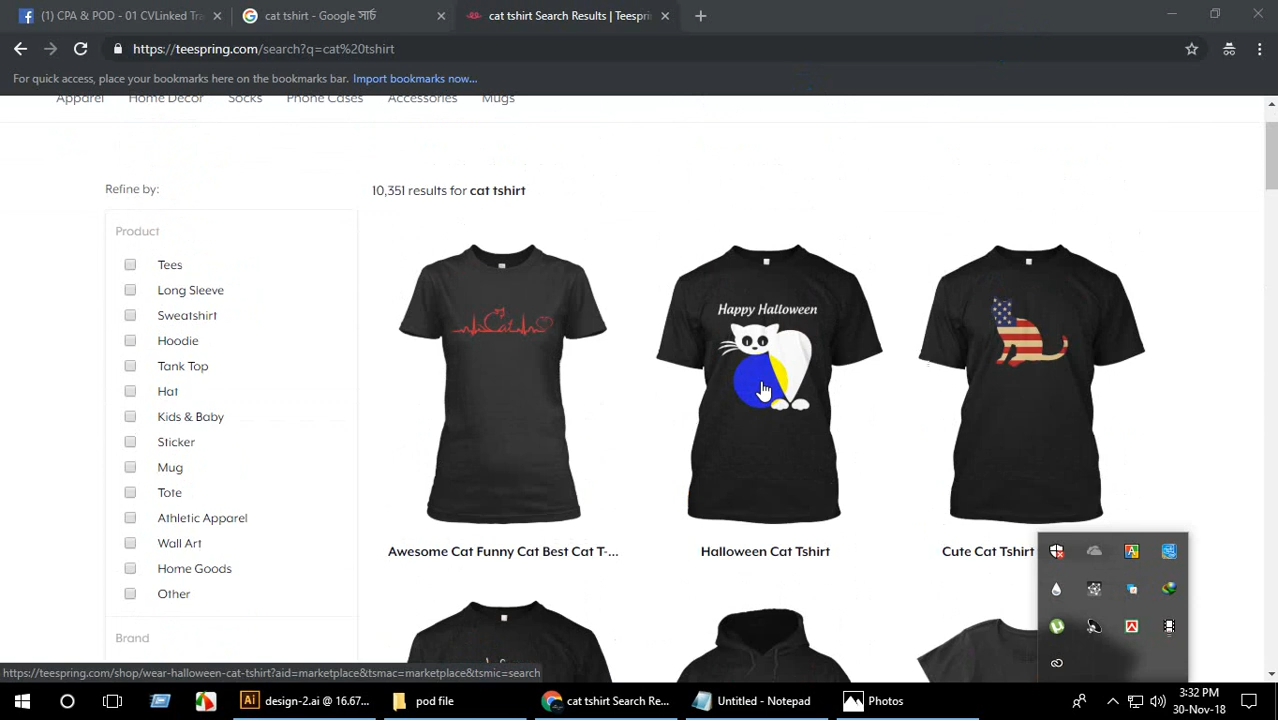 (1) CPA & POD - 01 CVLinked Tra
cat tshirt - Google সার্চ
cat tshirt Search Results | Teesprin
https://teespring.com/search?q=cat%20tshirt
For quick access, place your bookmarks here on the bookmarks bar. Import bookmarks now...
Apparel Home Decor Socks Phone Cases Accessories Mugs
Refine by:
10,351 results for cat tshirt
Product
Tees
Long Sleeve
Sweatshirt
Hoodie
Tank Top
Hat
Kids & Baby
Sticker
Mug
Tote
Athletic Apparel
Wall Art
Home Goods
Other
Brand
Cat
Happy Halloween
Awesome Cat Funny Cat Best Cat T-...
Halloween Cat Tshirt
Cute Cat Tshirt
https://teespring.com/shop/wear-halloween-cat-tshirt?aid=marketplace&tsmac=marketplace&tsmic=search
design-2.ai @ 16.67...
pod file
cat tshirt Search Re...
Untitled - Notepad
Photos
3:32 PM
30-Nov-18